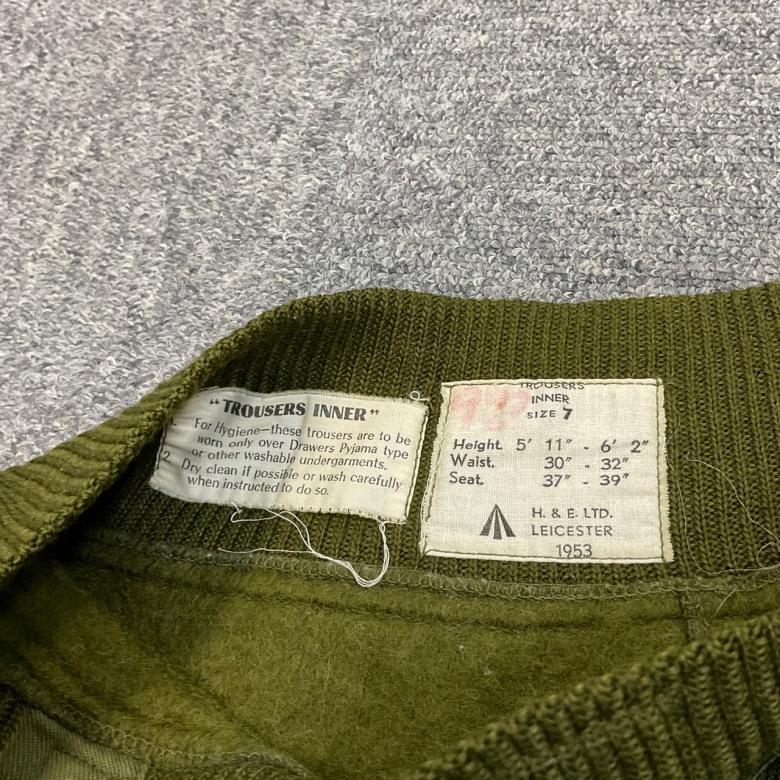 "TROUSERS INNER"
1. For Hygiene—these trousers are to be
worn only over Drawers Pyjama type
or other washable undergarments.
2. Dry clean if possible or wash carefully
when instructed to do so.
TROUSERS
INNER
SIZE 7
Height. 5' 11" - 6' 2"
Waist. 30" - 32"
Seat. 37" - 39"
H. & E. LTD.
LEICESTER
1953